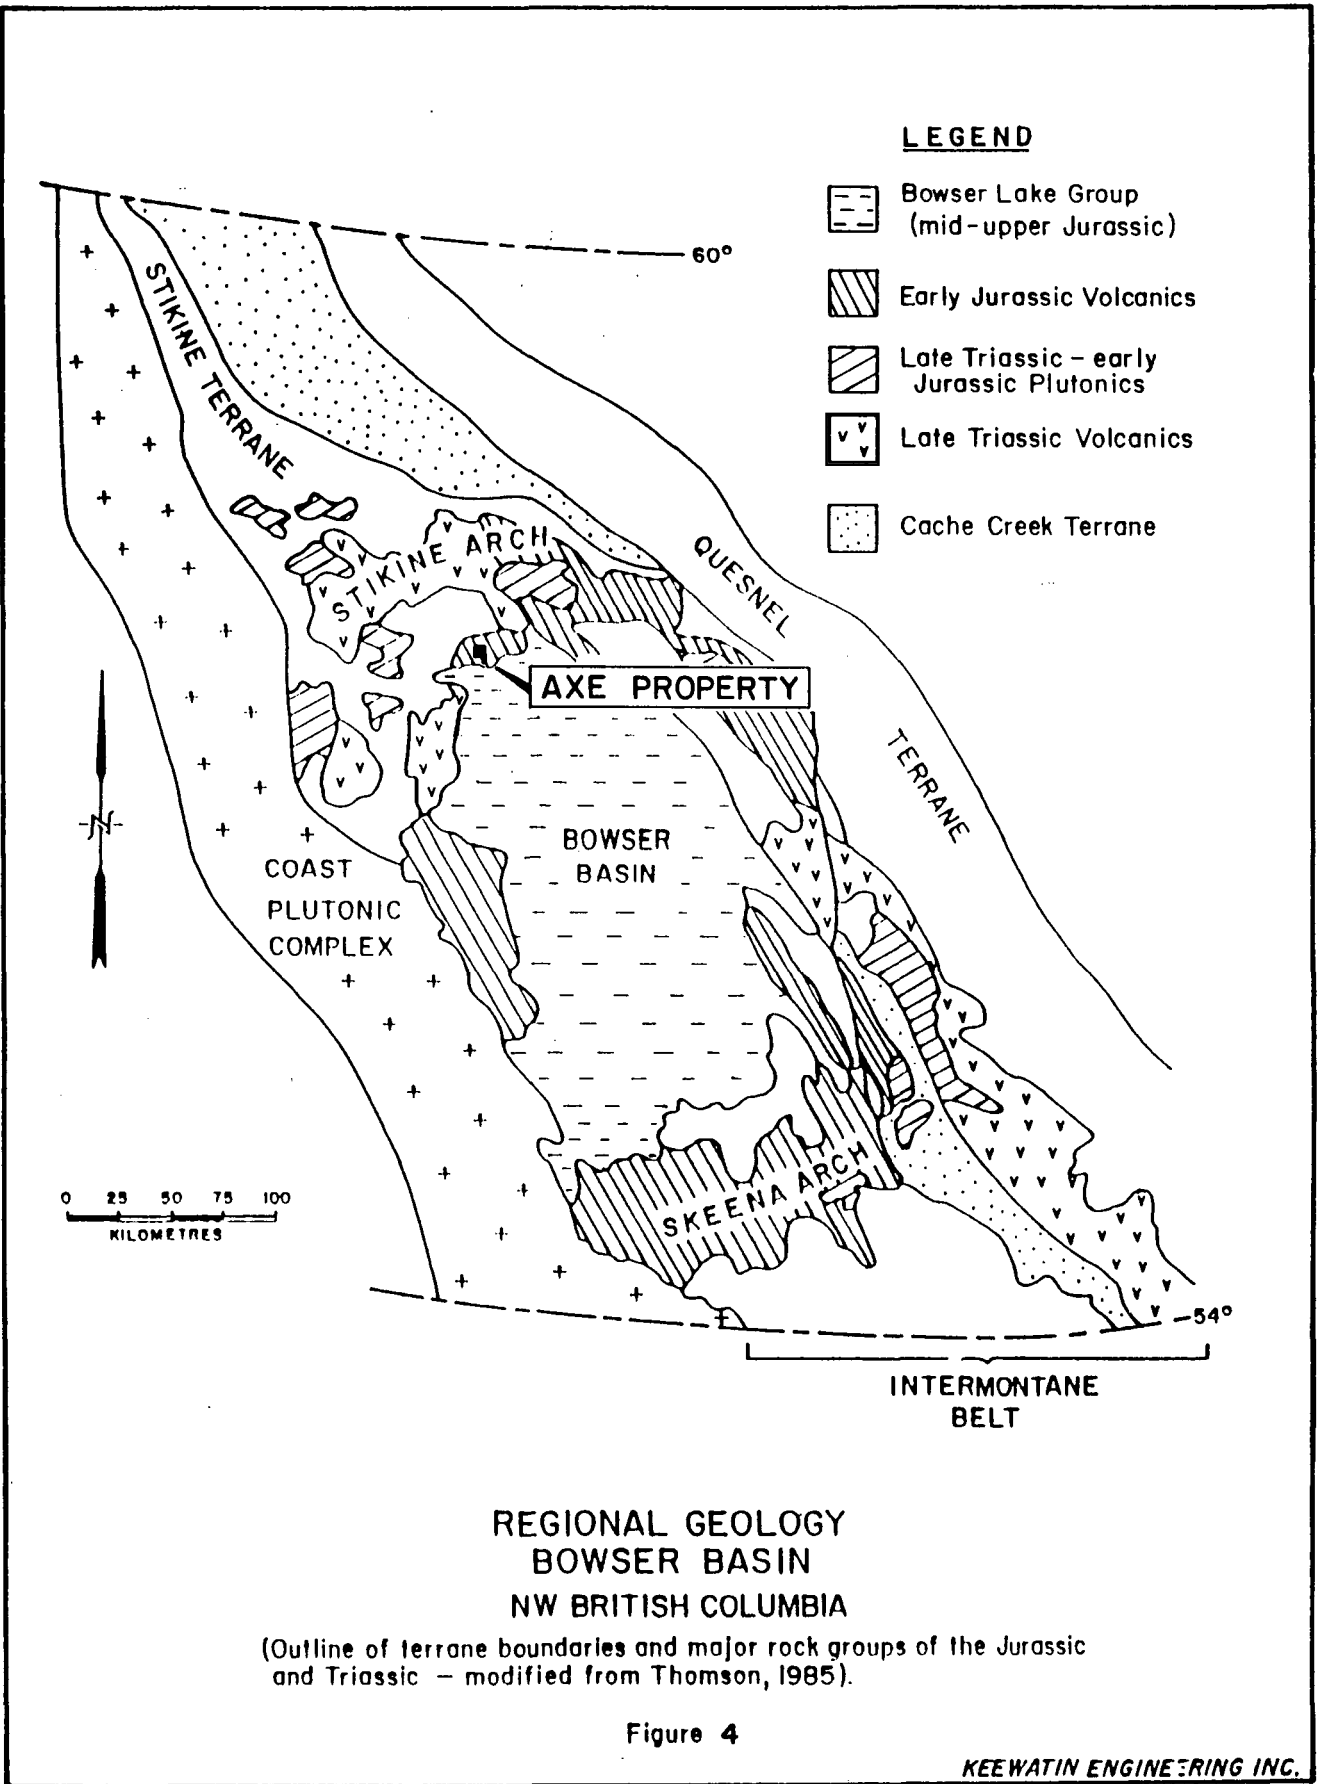 LEGEND
Bowser Lake Group
(mid-upper Jurassic)
Early Jurassic Volcanics
Late Triassic – early
Jurassic Plutonics
Late Triassic Volcanics
Cache Creek Terrane
60°
STIKINE TERRANE
STIKINE ARCH
QUESNEL
TERRANE
AXE PROPERTY
BOWSER
BASIN
COAST
PLUTONIC
COMPLEX
N
SKEENA ARCH
0 25 50 75 100
KILOMETRES
54°
INTERMONTANE
BELT
REGIONAL GEOLOGY
BOWSER BASIN
NW BRITISH COLUMBIA
(Outline of terrane boundaries and major rock groups of the Jurassic
and Triassic – modified from Thomson, 1985).
Figure 4
KEEWATIN ENGINEERING INC.